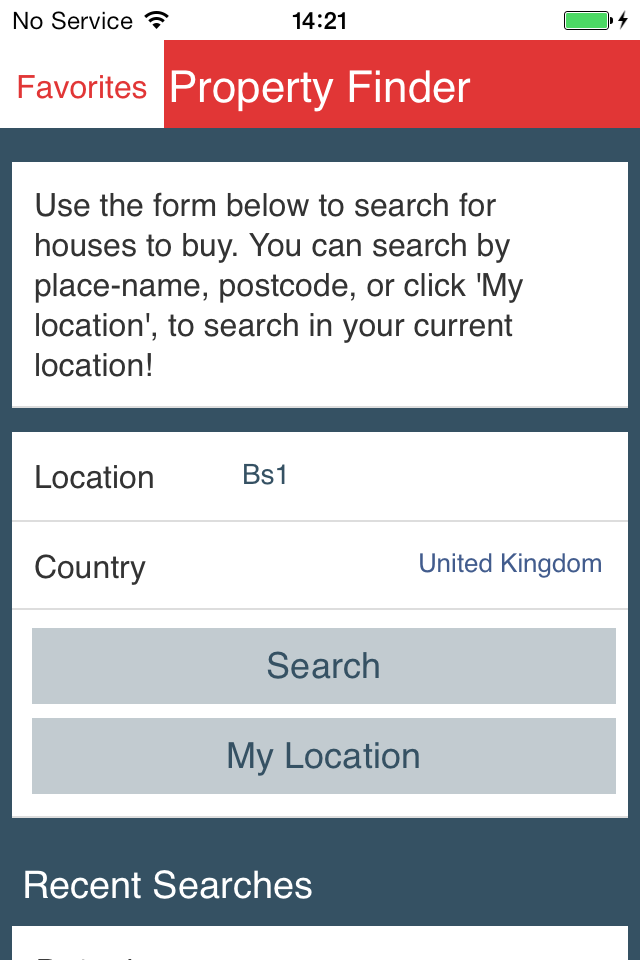 No Service 14:21
Favorites Property Finder
Use the form below to search for
houses to buy. You can search by
place-name, postcode, or click 'My
location', to search in your current
location!
Location Bs1
Country United Kingdom
Search
My Location
Recent Searches